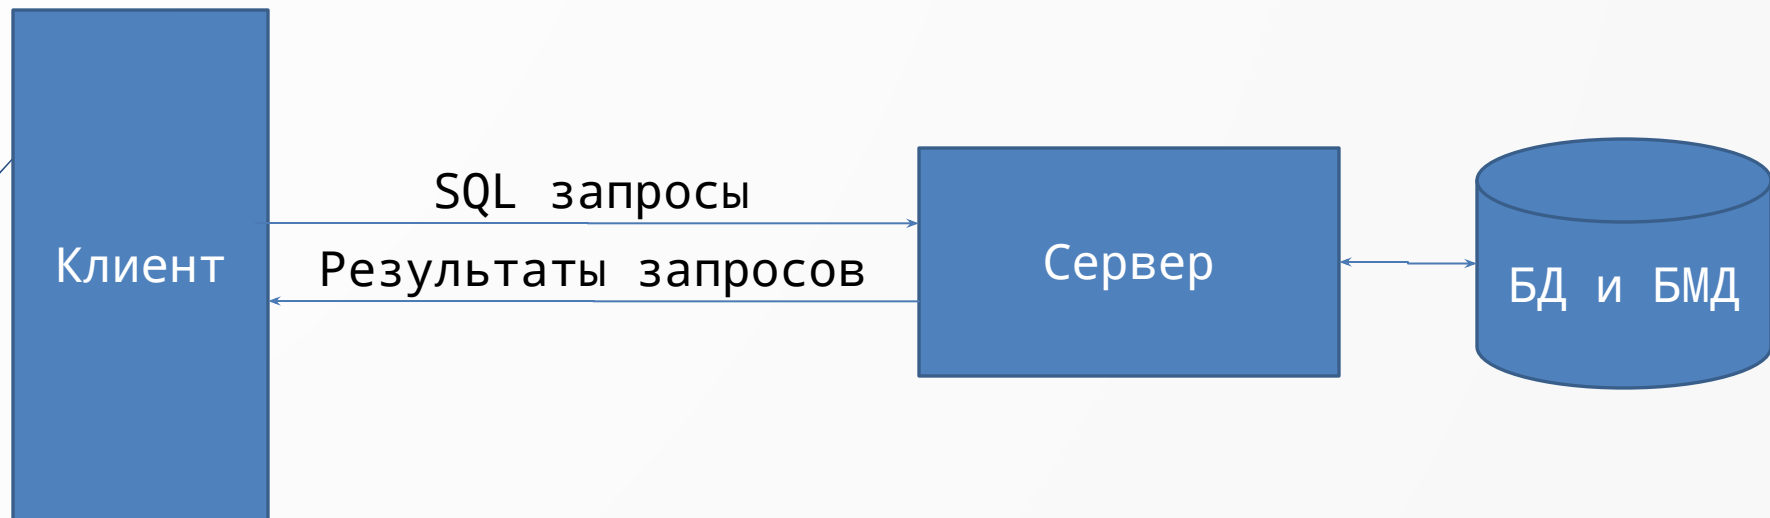 SQL запросы
Клиент
Результаты запросов
Сервер
БД и БМД